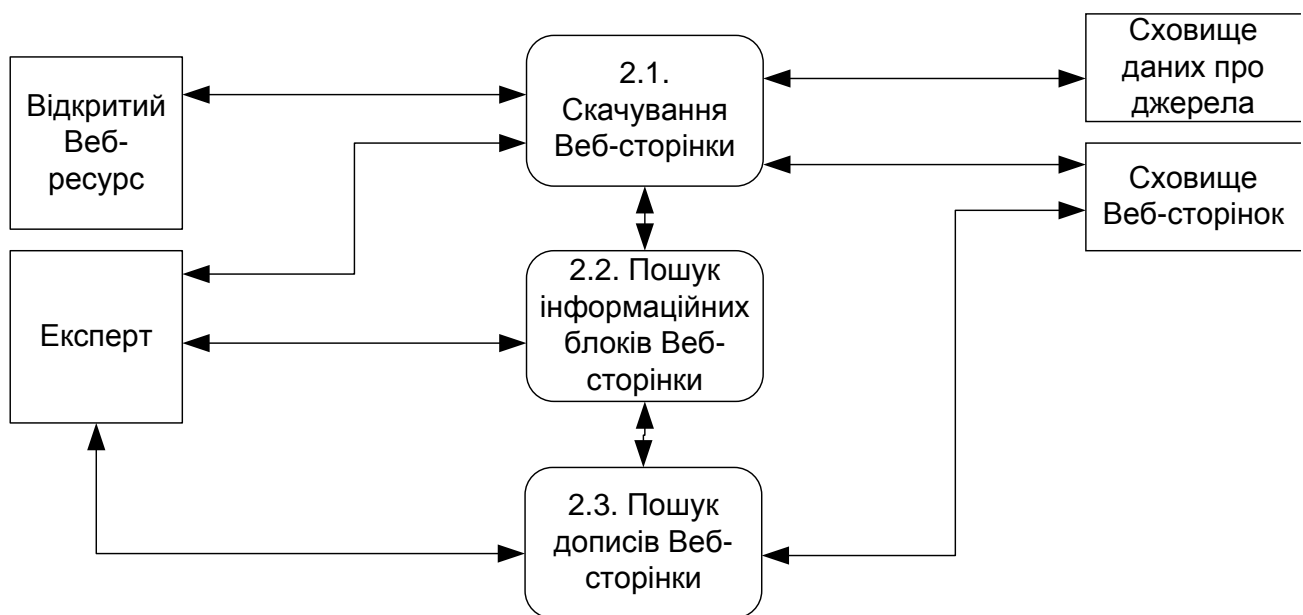 Відкритий
Веб-
ресурс
Експерт
2.1.
Скачування
Веб-сторінки
2.2. Пошук
інформаційних
блоків Веб-
сторінки
2.3. Пошук
дописів Веб-
сторінки
Сховище
даних про
джерела
Сховище
Веб-сторінок